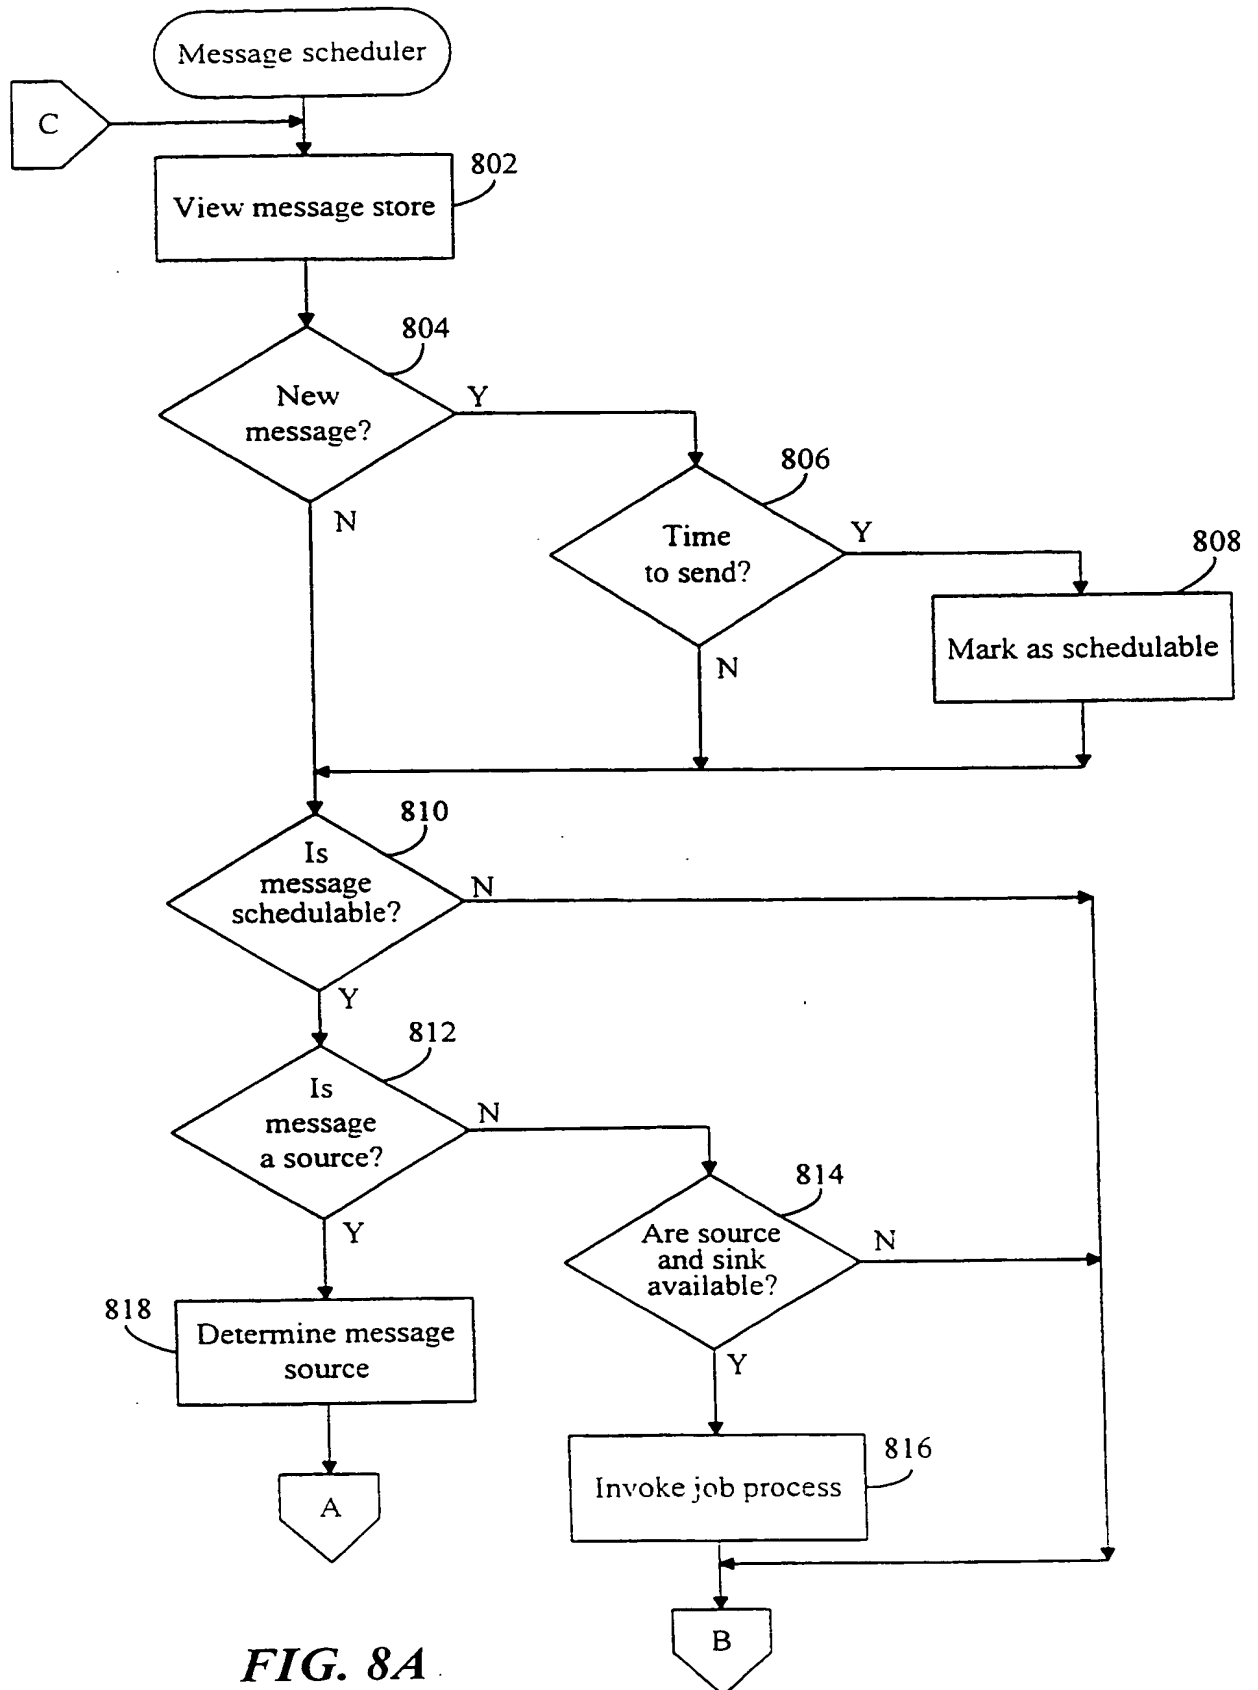 Message scheduler
C
802
View message store
804
New
message?
Y
N
806
Time
to send?
Y
N
808
Mark as schedulable
810
Is
message
schedulable?
N
Y
812
Is
message
a source?
N
Y
814
Are source
and sink
available?
N
Y
818
Determine message
source
816
Invoke job process
A
B
FIG. 8A